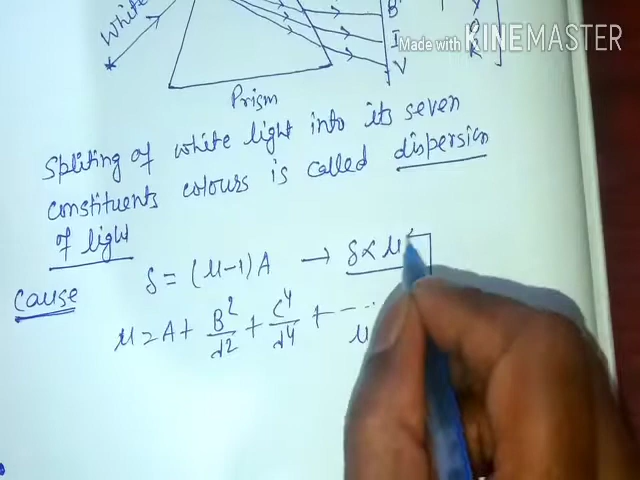 White
B
Y
I
O
V
R
Made with KINEMASTER
Prism
Spliting of white light into its seven
constituents colours is called dispersion
of light
Cause
δ = (μ-1) A → δ ∝ μ
μ = A + B²/λ2 + C⁴/λ4 + ---
μ